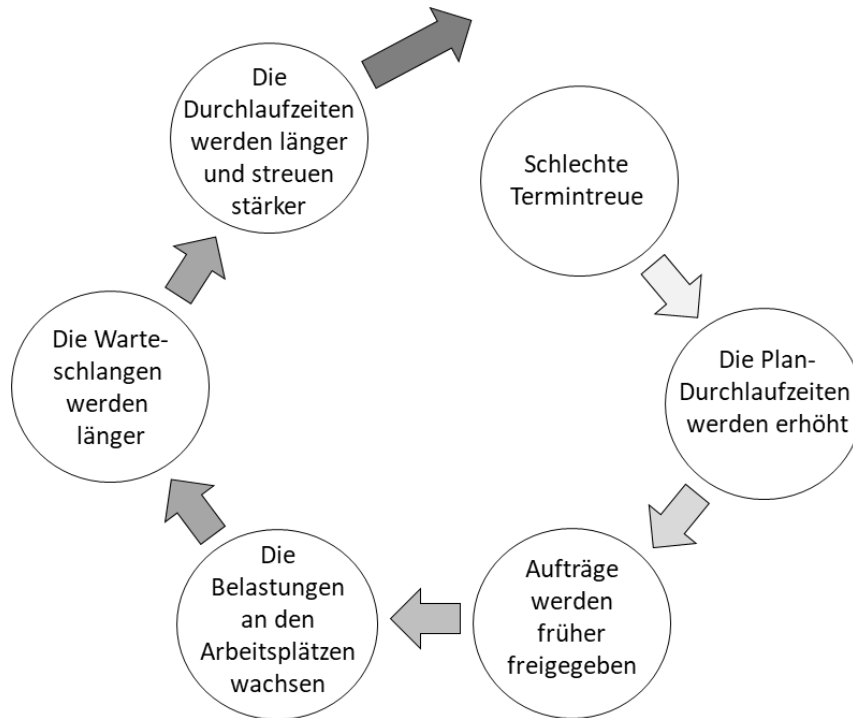 Schlechte
Termintreue
Die Plan-
Durchlaufzeiten
werden erhöht
Aufträge
werden
früher
freigegeben
Die
Belastungen
an den
Arbeitsplätzen
wachsen
Die Warte-
schlangen
werden
länger
Die
Durchlaufzeiten
werden länger
und streuen
stärker